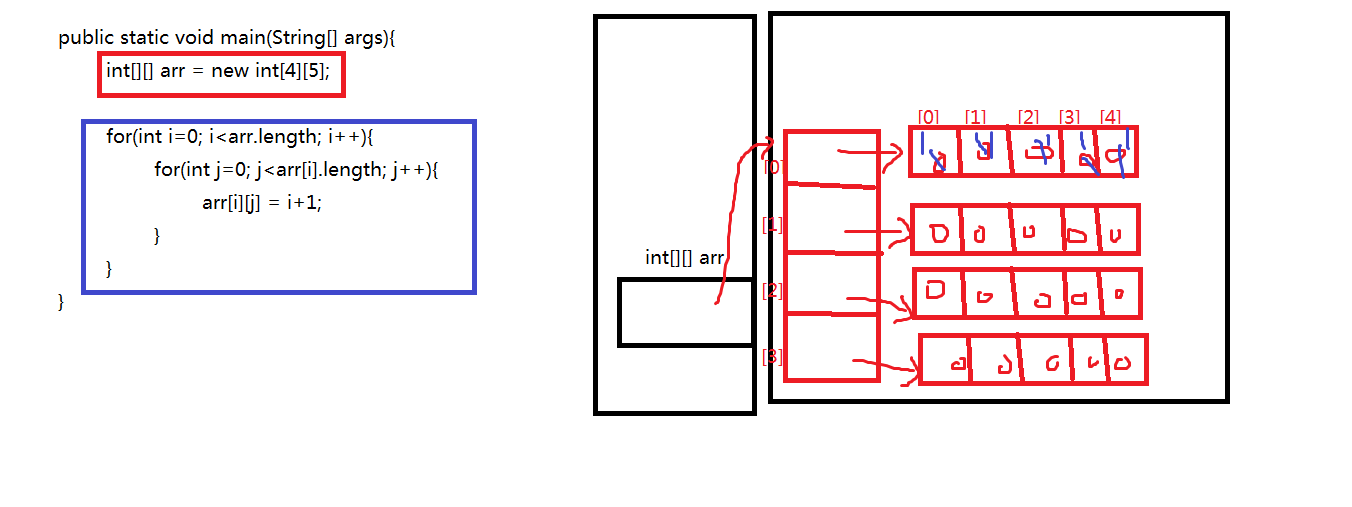 public static void main(String[] args){
int[][] arr = new int[4][5];
for(int i=0; i<arr.length; i++){
for(int j=0; j<arr[i].length; j++){
arr[i][j] = i+1;
}
}
}
int[][] arr
[0] [1] [2] [3] [4]
[0]
1 1 1 1 1
[1]
0 0 0 0 0
[2]
0 0 0 0 0
[3]
0 0 0 0 0